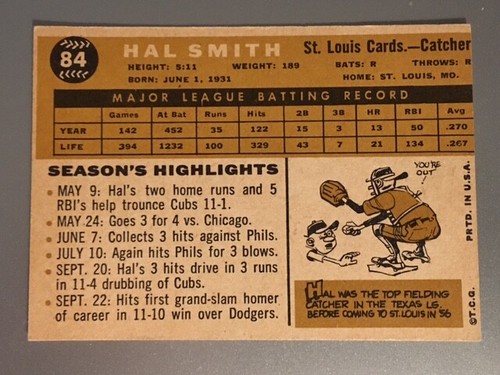 84
HAL SMITH St. Louis Cards.—Catcher
HEIGHT: 5:11 WEIGHT: 189 BATS: R THROWS: R
BORN: JUNE 1, 1931 HOME: ST. LOUIS, MO.
MAJOR LEAGUE BATTING RECORD
Games At Bat Runs Hits 2B 3B HR RBI Avg
YEAR 142 452 35 122 15 3 13 50 .270
LIFE 394 1232 100 329 43 7 21 134 .267
SEASON'S HIGHLIGHTS
• MAY 9: Hal's two home runs and 5
RBI's help trounce Cubs 11-1.
• MAY 24: Goes 3 for 4 vs. Chicago.
• JUNE 7: Collects 3 hits against Phils.
• JULY 10: Again hits Phils for 3 blows.
• SEPT. 20: Hal's 3 hits drive in 3 runs
in 11-4 drubbing of Cubs.
• SEPT. 22: Hits first grand-slam homer
of career in 11-10 win over Dodgers.
YOU'RE
OUT
HAL WAS THE TOP FIELDING
CATCHER IN THE TEXAS LG.
BEFORE COMING TO ST. LOUIS IN '56
©T.C.G. PRTD. IN U.S.A.